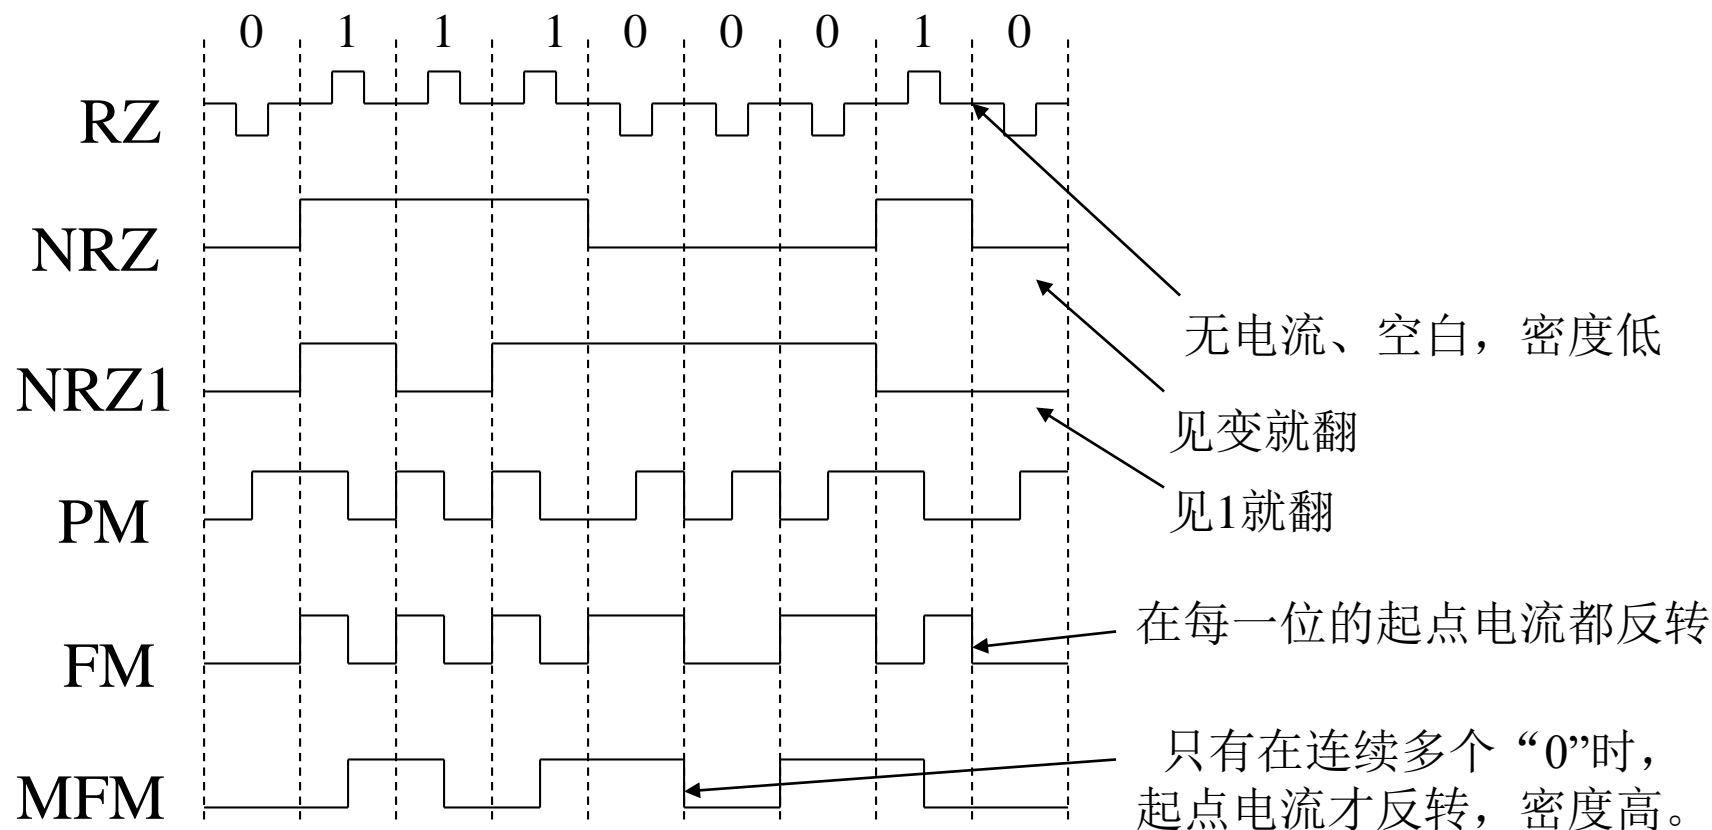 0 1 1 1 0 0 0 1 0
RZ
NRZ
无电流、空白，密度低
NRZ1
见变就翻
见1就翻
PM
在每一位的起点电流都反转
FM
只有在连续多个“0”时，
MFM
起点电流才反转，密度高。